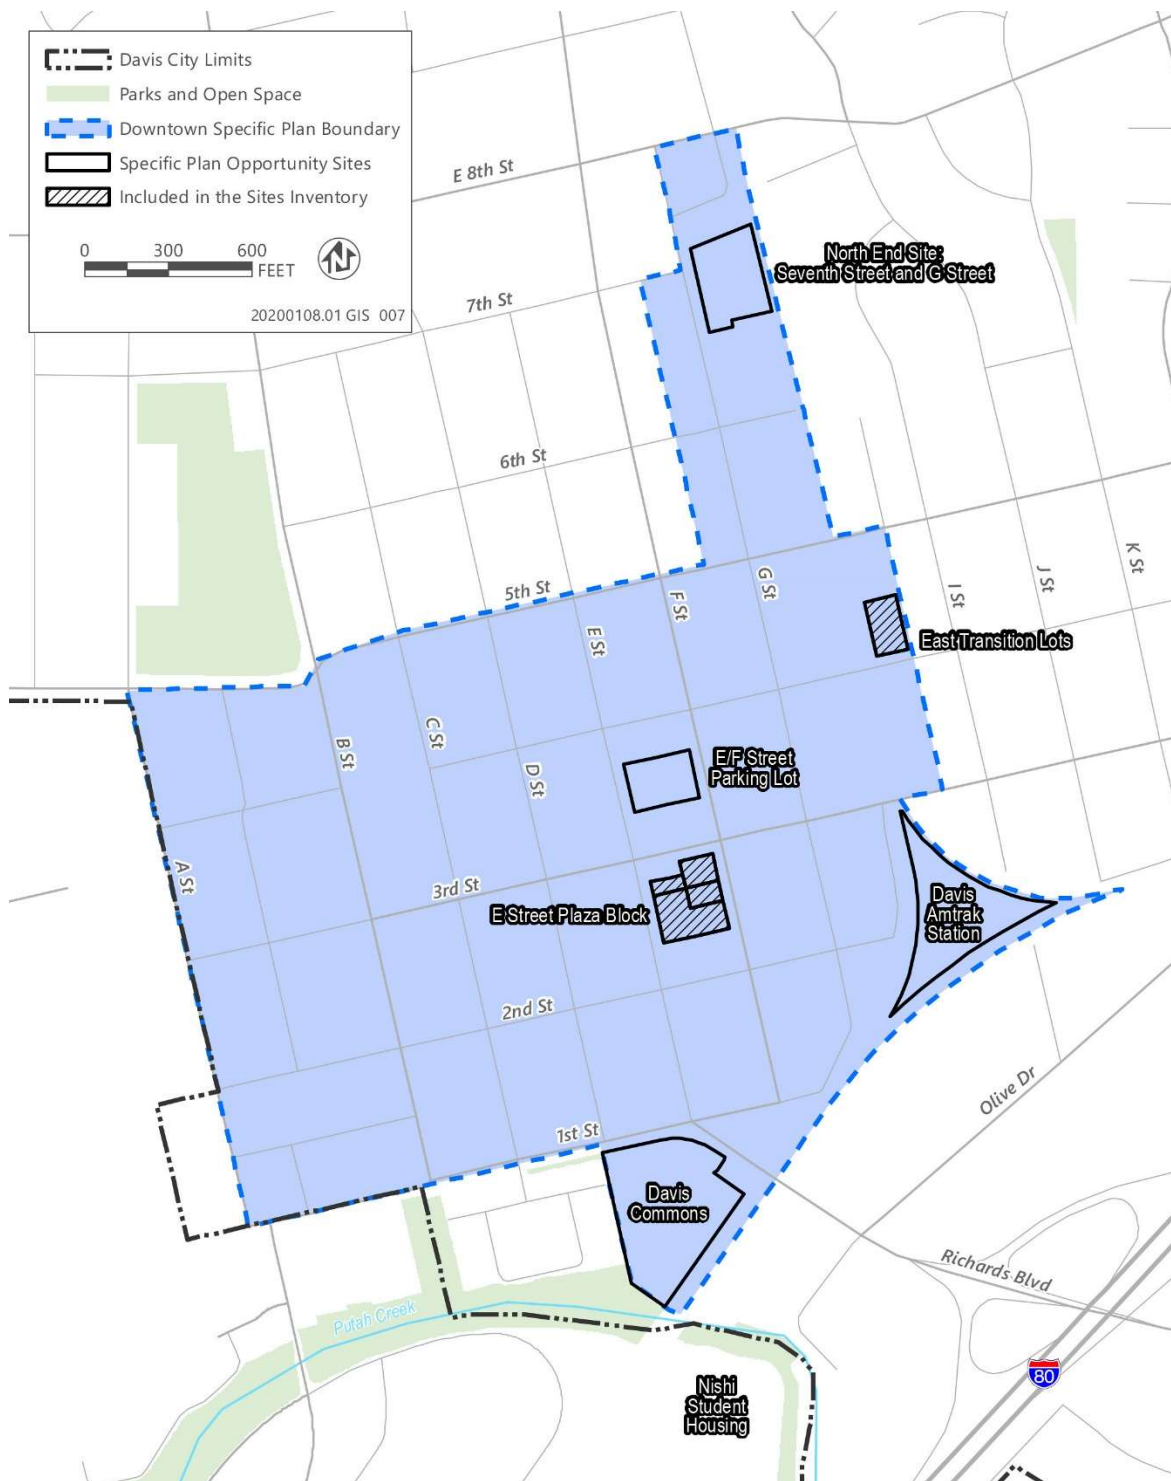 Davis City Limits
Parks and Open Space
Downtown Specific Plan Boundary
Specific Plan Opportunity Sites
Included in the Sites Inventory
0 300 600
FEET
N
20200108.01 GIS 007
E 8th St
North End Site:
Seventh Street and G Street
7th St
6th St
5th St
E St
F St
G St
I St
J St
K St
East Transition Lots
A St
B St
C St
D St
E/F Street
Parking Lot
3rd St
E Street Plaza Block
Davis
Amtrak
Station
2nd St
1st St
Olive Dr
Davis
Commons
Richards Blvd
Putah Creek
Nishi
Student
Housing
80